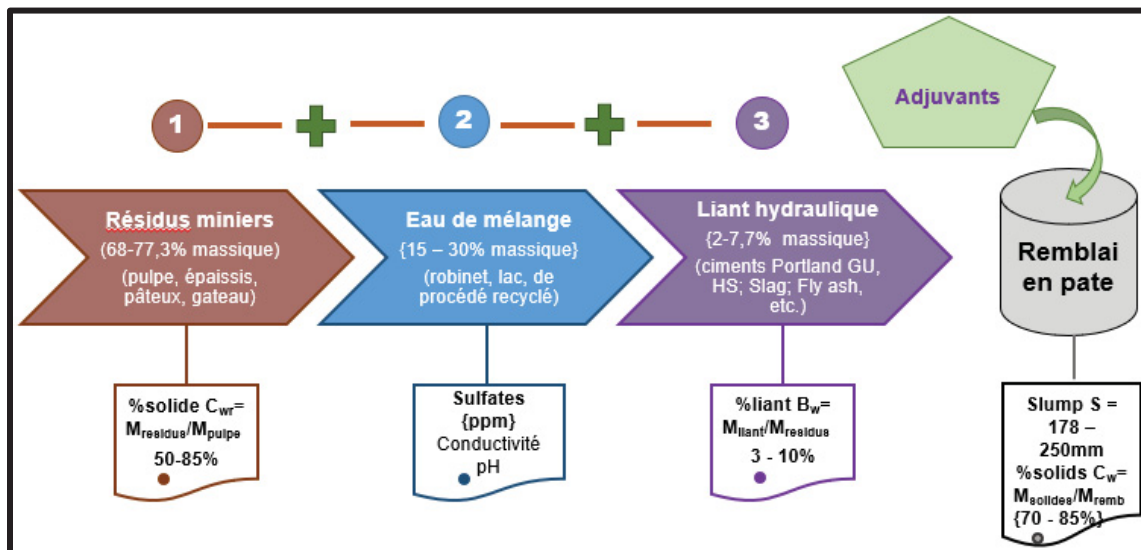 Adjuvants
1
2
3
Résidus miniers
(68-77,3% massique)
(pulpe, épaissis,
pâteux, gateau)
Eau de mélange
{15 – 30% massique}
(robinet, lac, de
procédé recyclé)
Liant hydraulique
{2-7,7% massique}
(ciments Portland GU,
HS; Slag; Fly ash,
etc.)
Remblai
en pate
%solide Cwr=
Mresidus/Mpulpe
50-85%
Sulfates
{ppm}
Conductivité
pH
%liant Bw=
Mliant/Mresidus
3 - 10%
Slump S =
178 –
250mm
%solids Cw=
Msolides/Mremb
{70 - 85%}